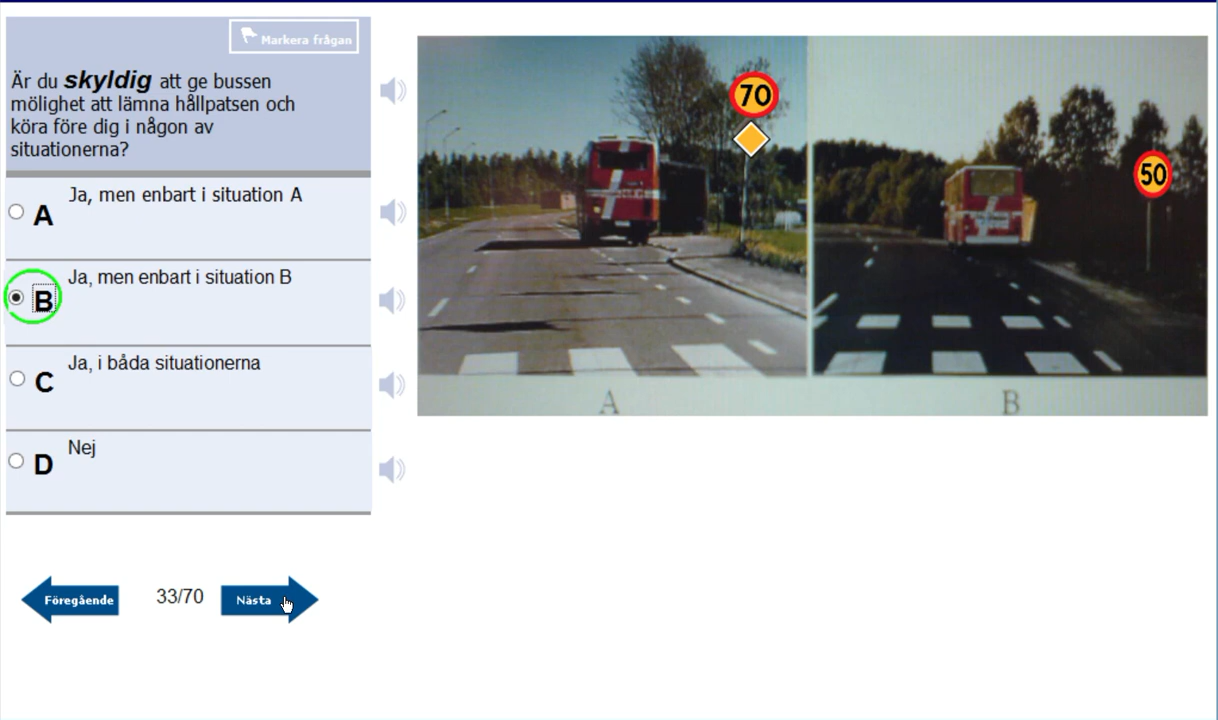 Markera frågan
Är du skyldig att ge bussen
mölighet att lämna hållpatsen och
köra före dig i någon av
situationerna?
A Ja, men enbart i situation A
B Ja, men enbart i situation B
C Ja, i båda situationerna
D Nej
Föregående 33/70 Nästa
70
50
A B